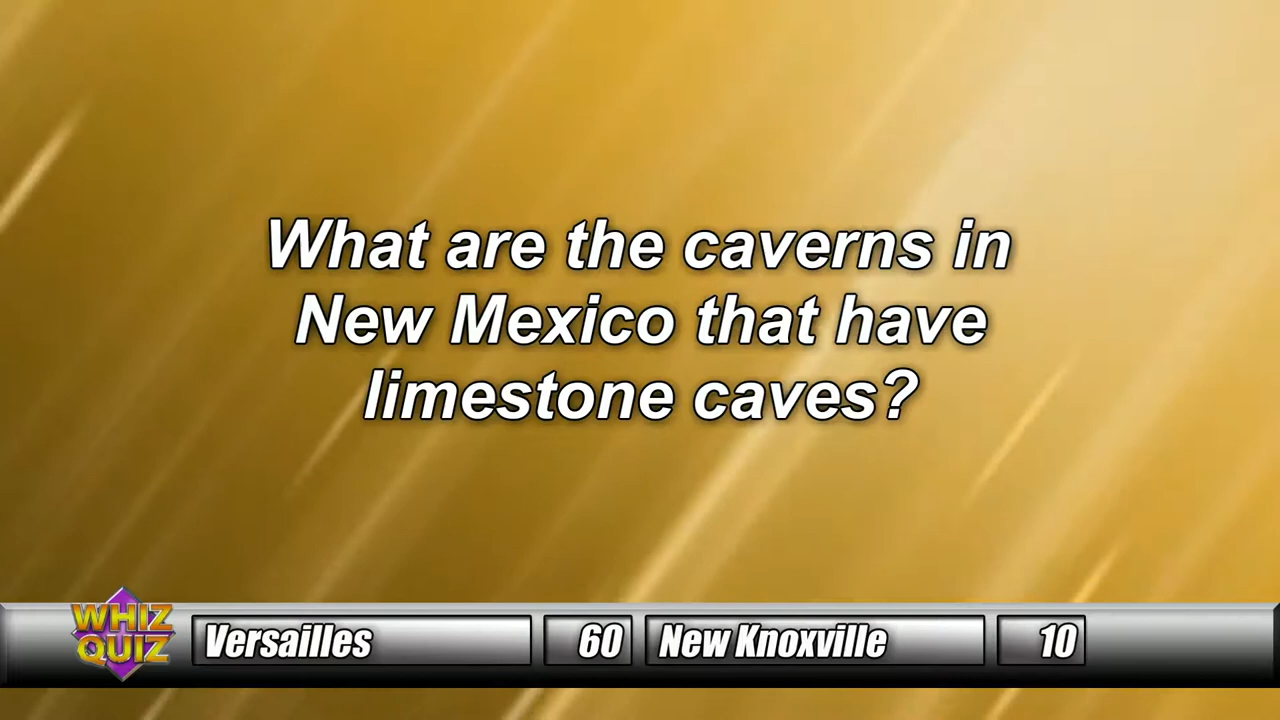 What are the caverns in
New Mexico that have
limestone caves?
WHIZ
QUIZ
Versailles 60 New Knoxville 10